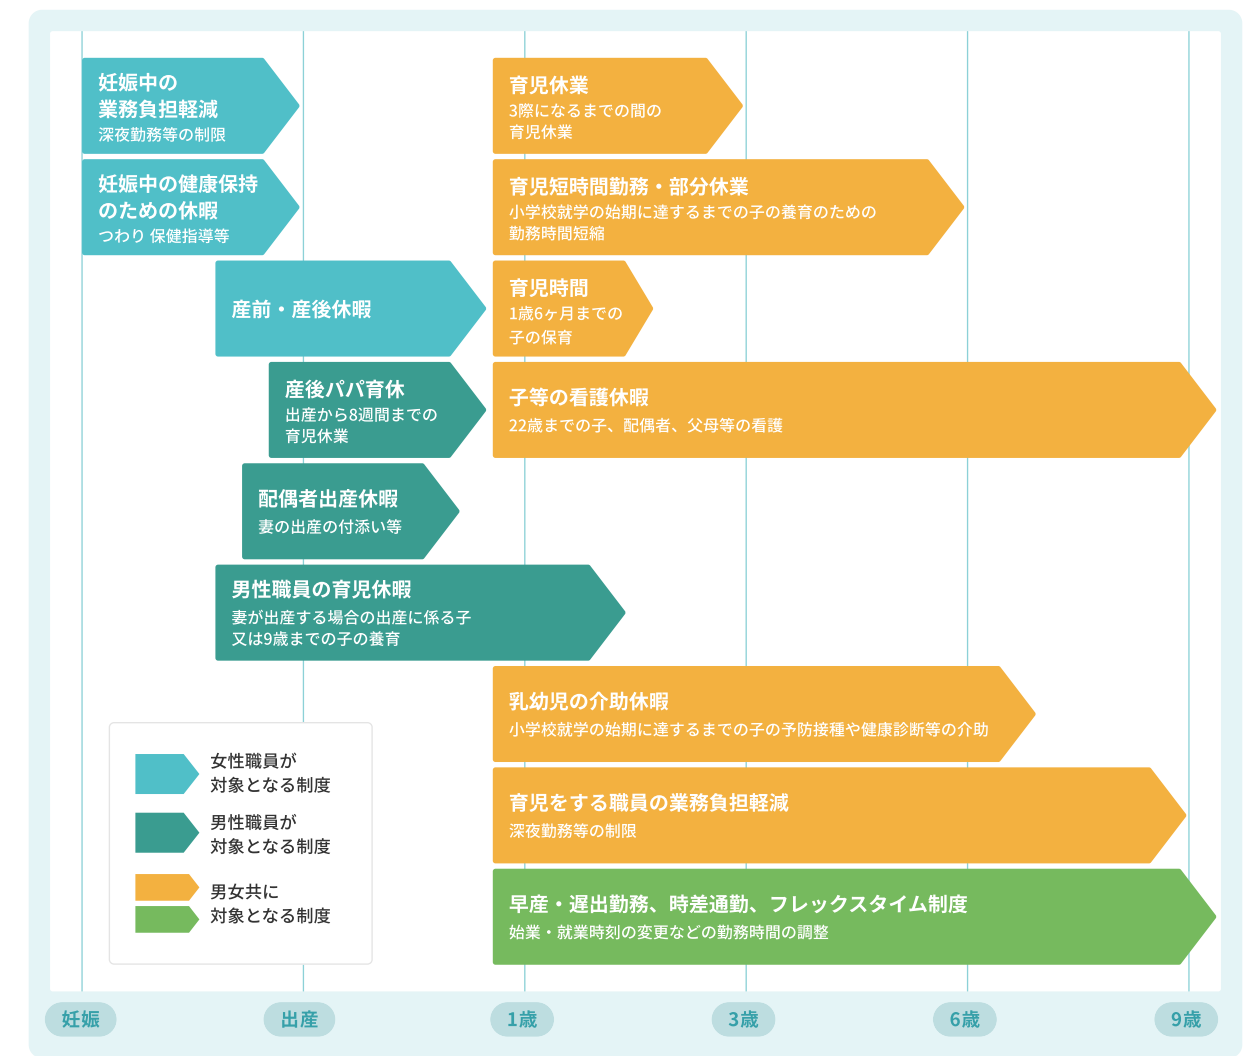 妊娠中の
業務負担軽減
深夜勤務等の制限
妊娠中の健康保持
のための休暇
つわり 保健指導等
産前・産後休暇
産後パパ育休
出産から8週間までの
育児休業
配偶者出産休暇
妻の出産の付添い等
男性職員の育児休暇
妻が出産する場合の出産に係る子
又は9歳までの子の養育
育児休業
3際になるまでの間の
育児休業
育児短時間勤務・部分休業
小学校就学の始期に達するまでの子の養育のための
勤務時間短縮
育児時間
1歳6ヶ月までの
子の保育
子等の看護休暇
22歳までの子、配偶者、父母等の看護
乳幼児の介助休暇
小学校就学の始期に達するまでの子の予防接種や健康診断等の介助
育児をする職員の業務負担軽減
深夜勤務等の制限
早産・遅出勤務、時差通勤、フレックスタイム制度
始業・就業時刻の変更などの勤務時間の調整
女性職員が
対象となる制度
男性職員が
対象となる制度
男女共に
対象となる制度
妊娠
出産
1歳
3歳
6歳
9歳